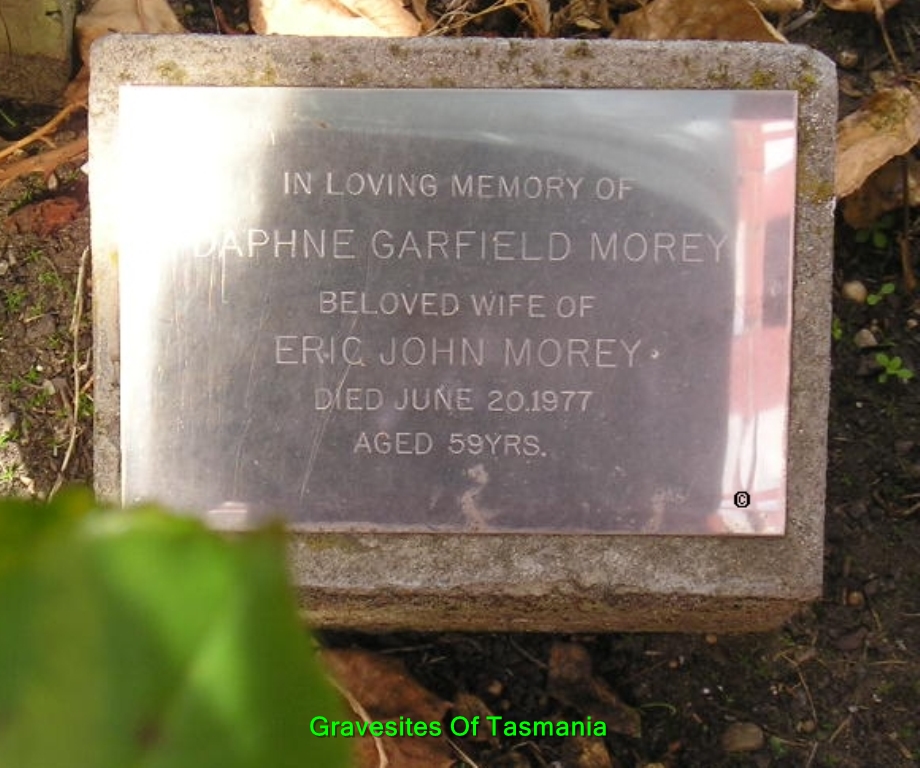 IN LOVING MEMORY OF
DAPHNE GARFIELD MOREY
BELOVED WIFE OF
ERIC JOHN MOREY
DIED JUNE 20.1977
AGED 59YRS.
©
Gravesites Of Tasmania